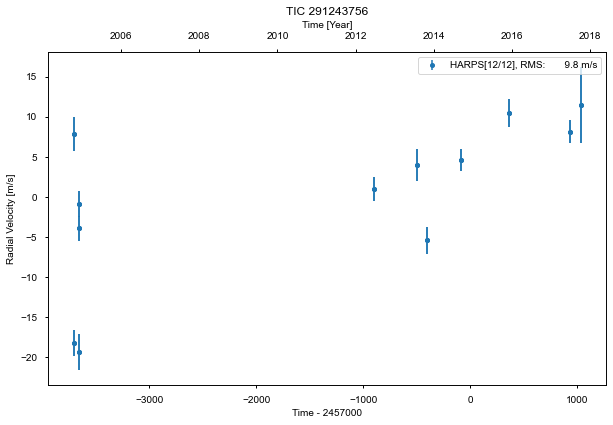 TIC 291243756
Time [Year]
2006 2008 2010 2012 2014 2016 2018
HARPS[12/12], RMS: 9.8 m/s
15
10
5
0
−5
−10
−15
−20
Radial Velocity [m/s]
−3000 −2000 −1000 0 1000
Time - 2457000